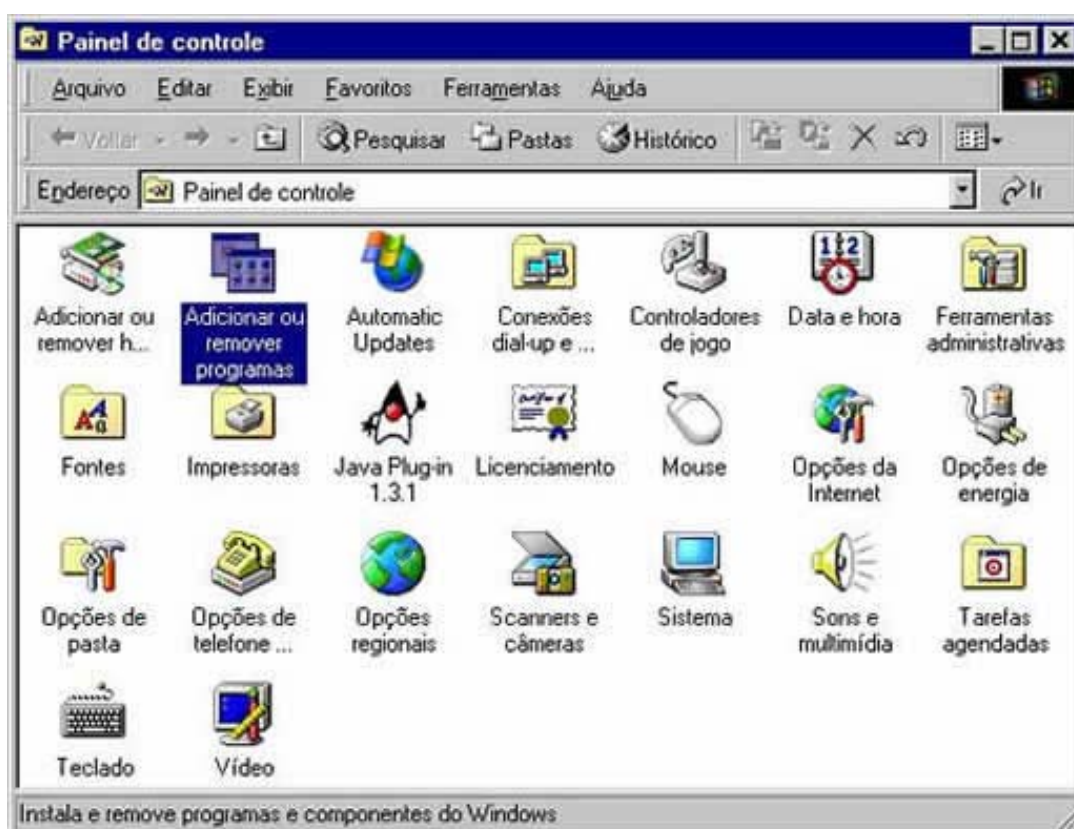 Painel de controle
Arquivo Editar Exibir Favoritos Ferramentas Ajuda
Voltar Pesquisar Pastas Histórico
Endereço Painel de controle Ir
Adicionar ou remover h...
Adicionar ou remover programas
Automatic Updates
Conexões dial-up e ...
Controladores de jogo
Data e hora
Ferramentas administrativas
Fontes
Impressoras
Java Plug-in 1.3.1
Licenciamento
Mouse
Opções da Internet
Opções de energia
Opções de pasta
Opções de telefone ...
Opções regionais
Scanners e câmeras
Sistema
Sons e multimídia
Tarefas agendadas
Teclado
Vídeo
Instala e remove programas e componentes do Windows